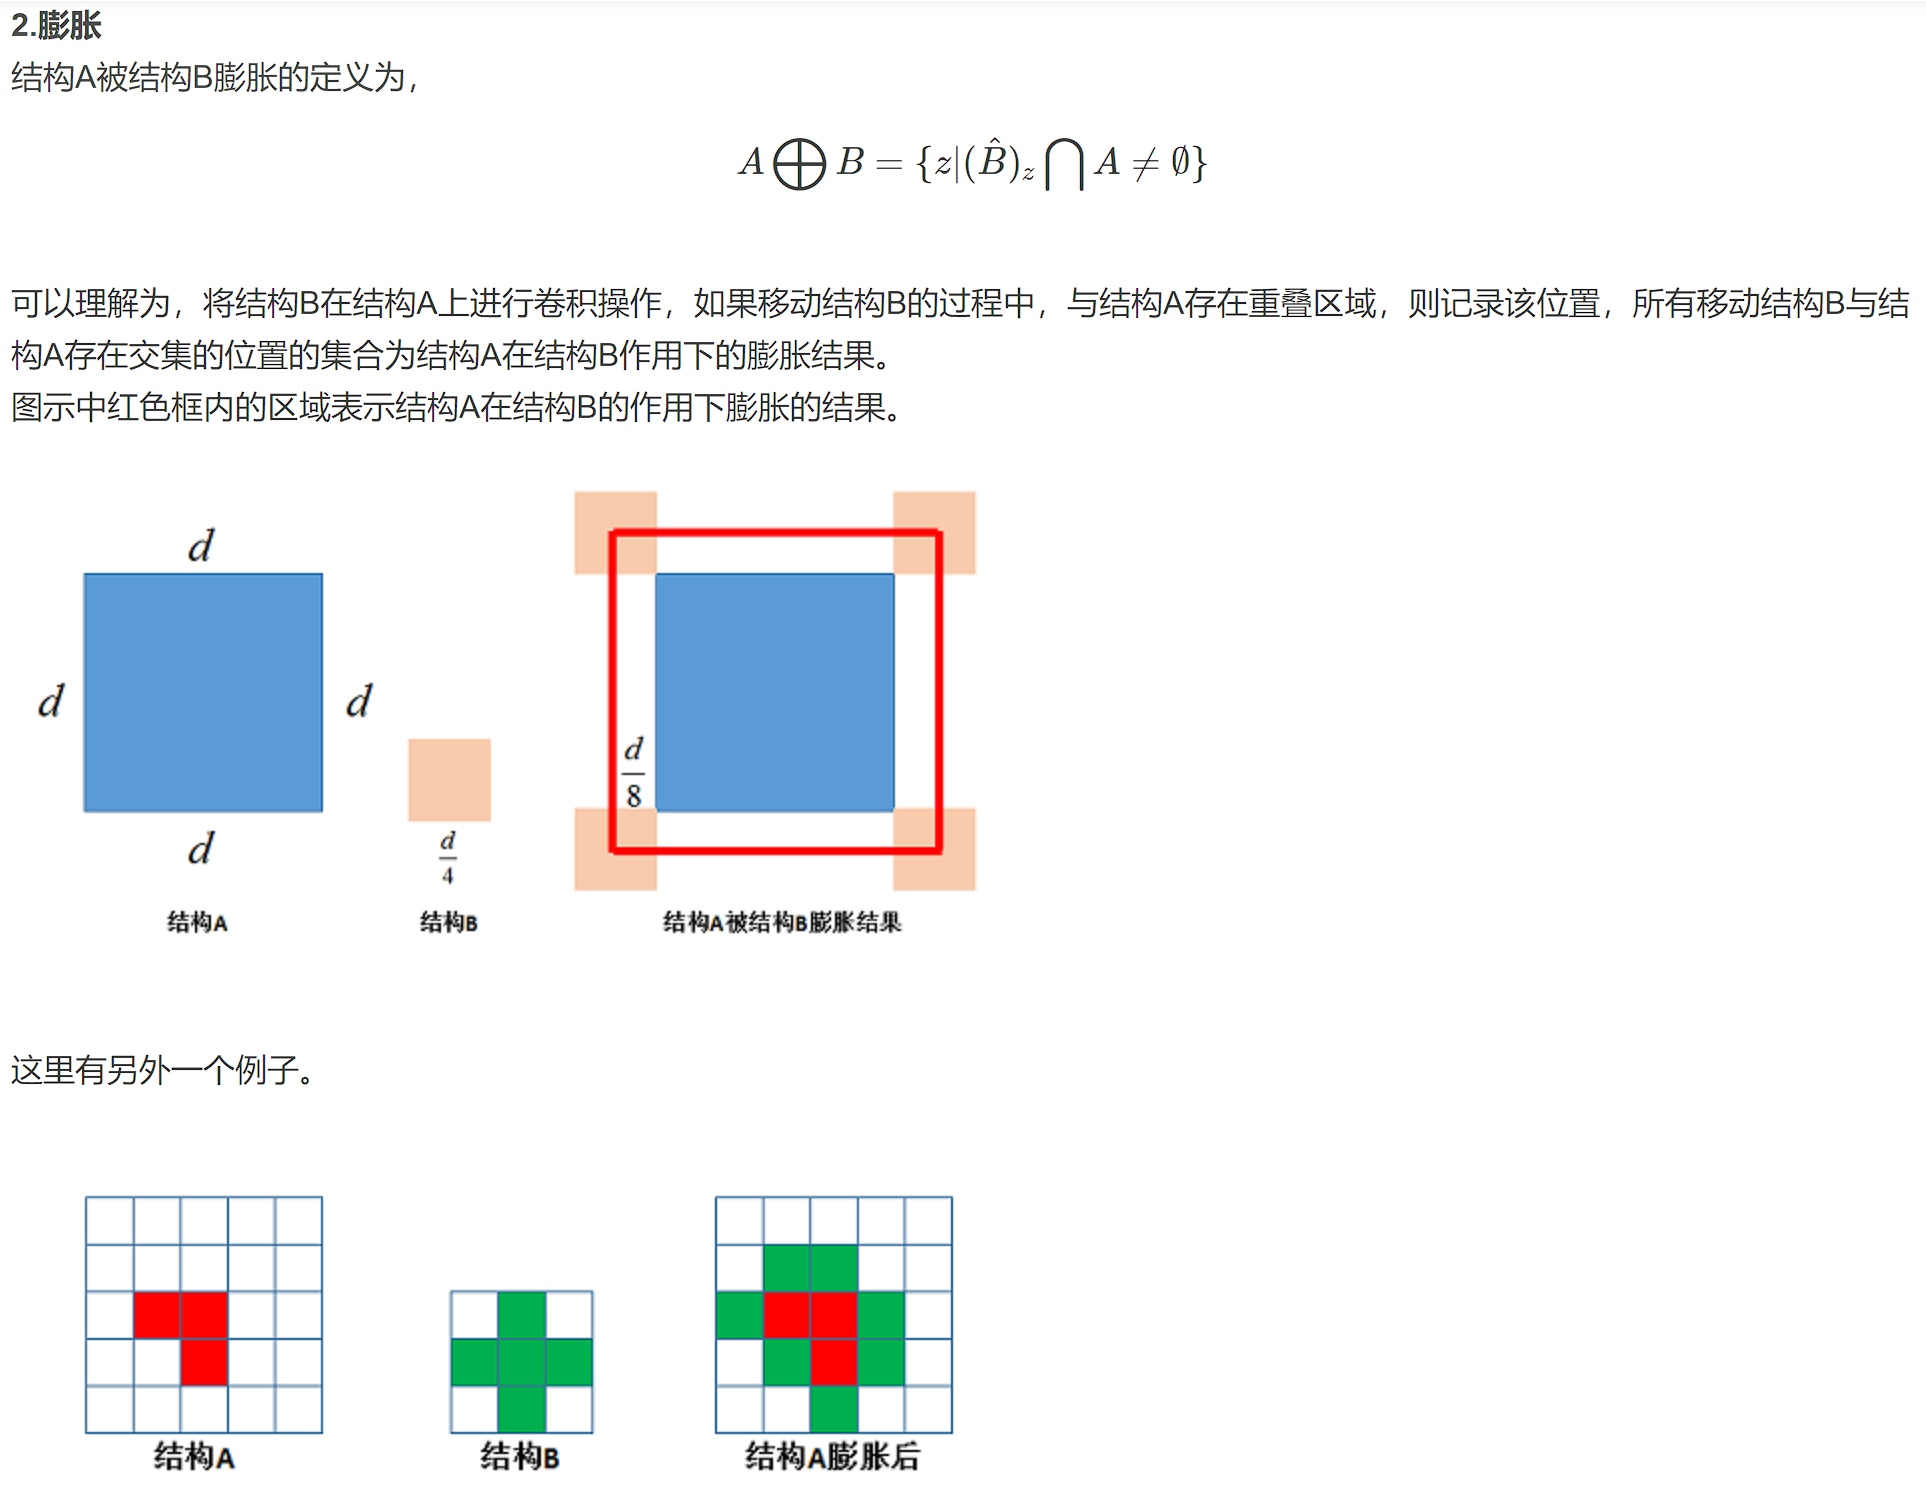 2.膨胀
结构A被结构B膨胀的定义为，
A ⨁ B = {z|(B̂)_z ⋂ A ≠ ∅}
可以理解为，将结构B在结构A上进行卷积操作，如果移动结构B的过程中，与结构A存在重叠区域，则记录该位置，所有移动结构B与结
构A存在交集的位置的集合为结构A在结构B作用下的膨胀结果。
图示中红色框内的区域表示结构A在结构B的作用下膨胀的结果。
d
d
d
d
d/4
d/8
结构A
结构B
结构A被结构B膨胀结果
这里有另外一个例子。
结构A
结构B
结构A膨胀后